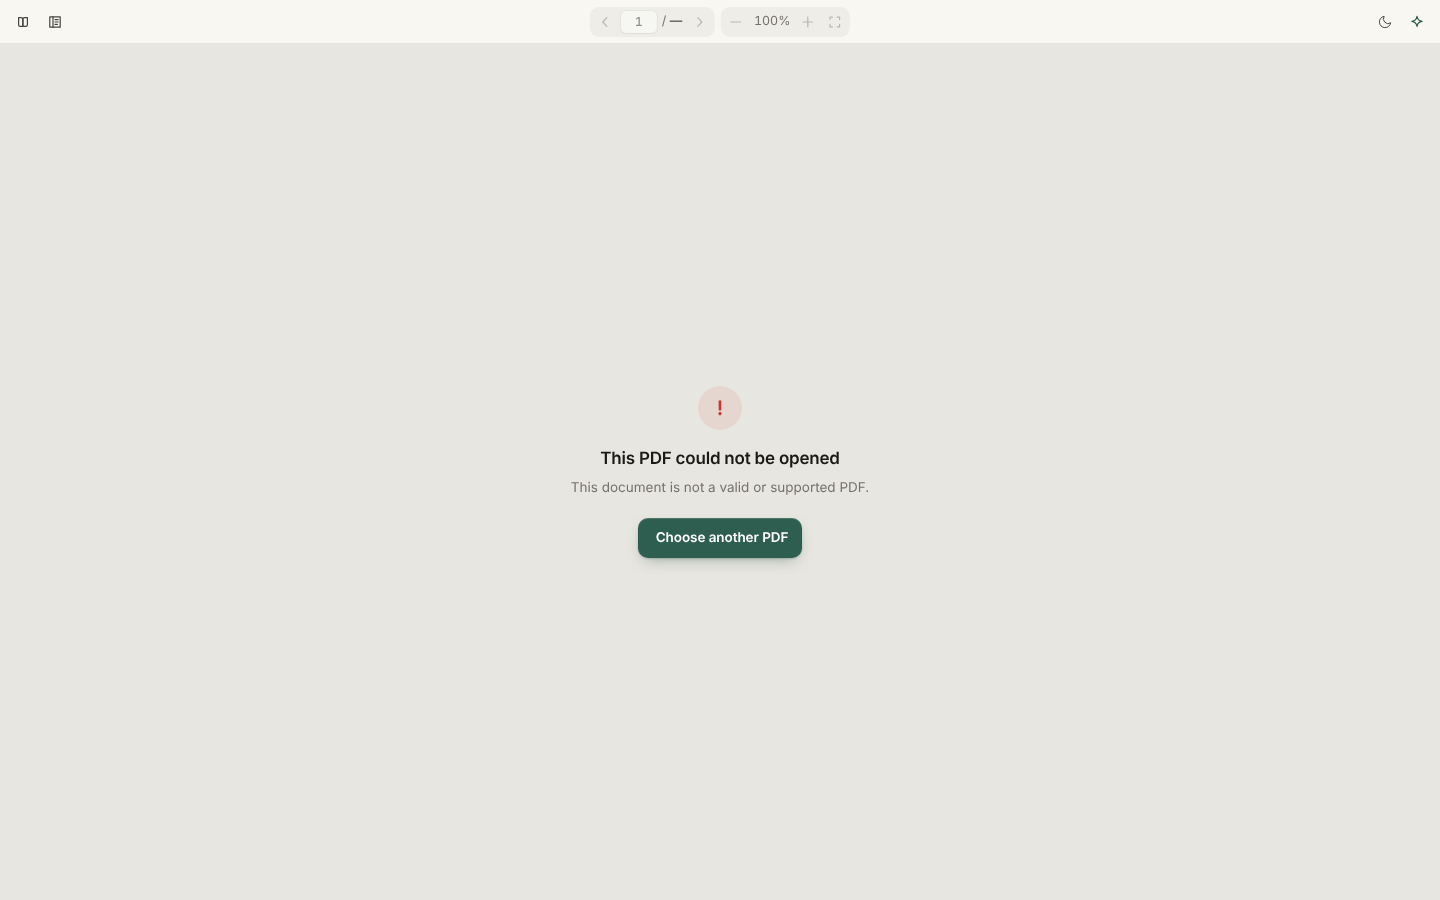 1 / —
100%
!
This PDF could not be opened
This document is not a valid or supported PDF.
Choose another PDF